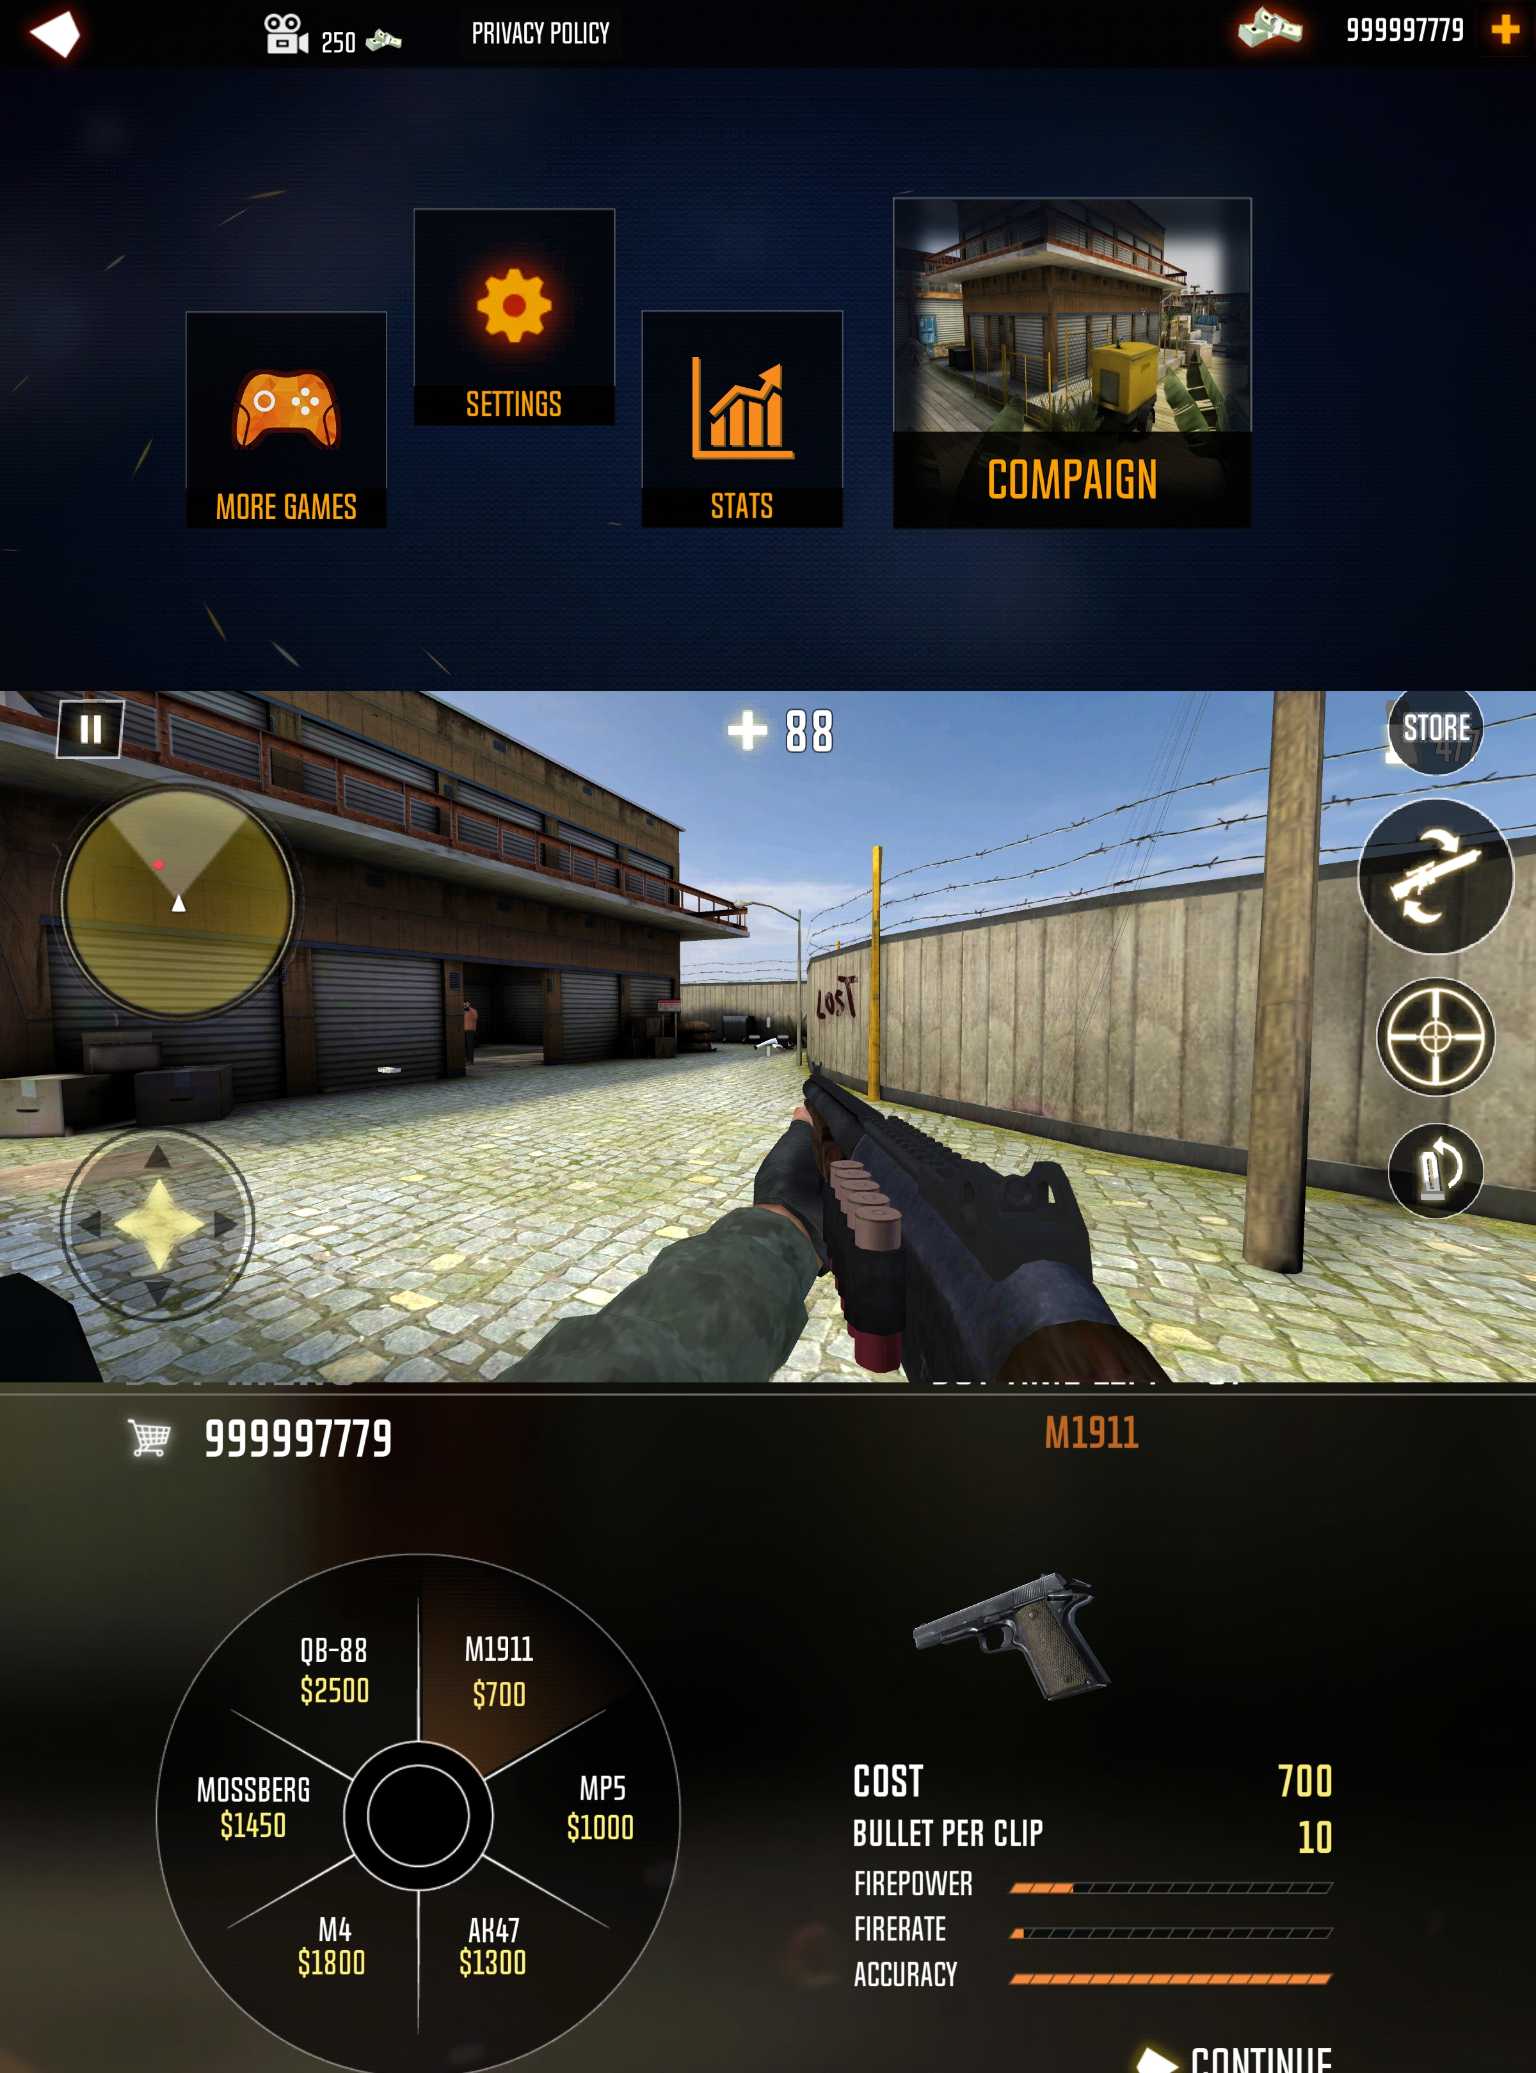 250
PRIVACY POLICY
999997779
SETTINGS
MORE GAMES
STATS
COMPAIGN
88
STORE
LOST
999997779
M1911
QB-88
$2500
M1911
$700
MOSSBERG
$1450
MP5
$1000
M4
$1800
AK47
$1300
COST 700
BULLET PER CLIP 10
FIREPOWER
FIRERATE
ACCURACY
CONTINUE